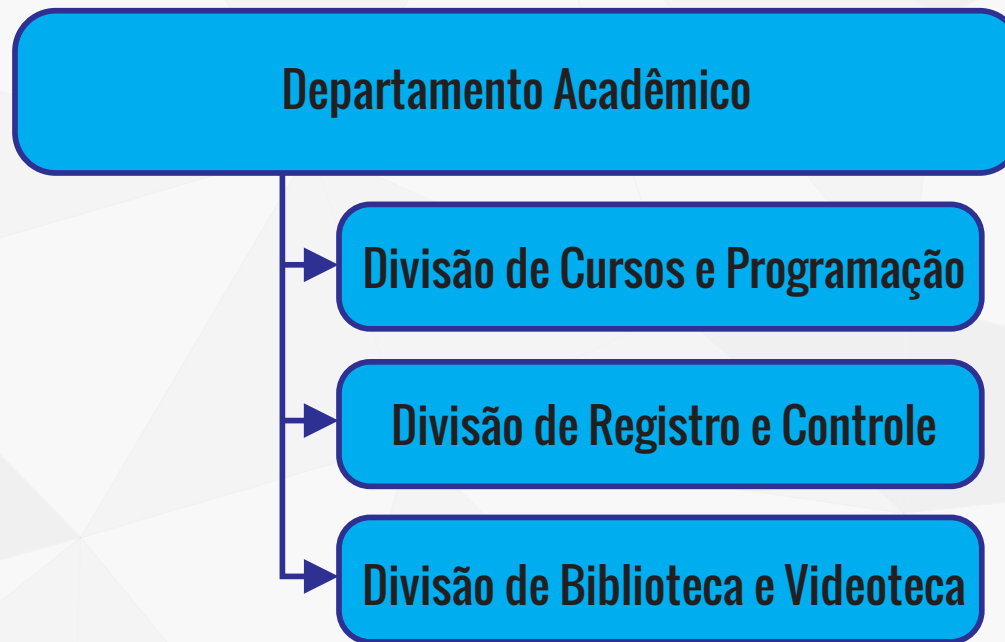 Departamento Acadêmico
Divisão de Cursos e Programação
Divisão de Registro e Controle
Divisão de Biblioteca e Videoteca